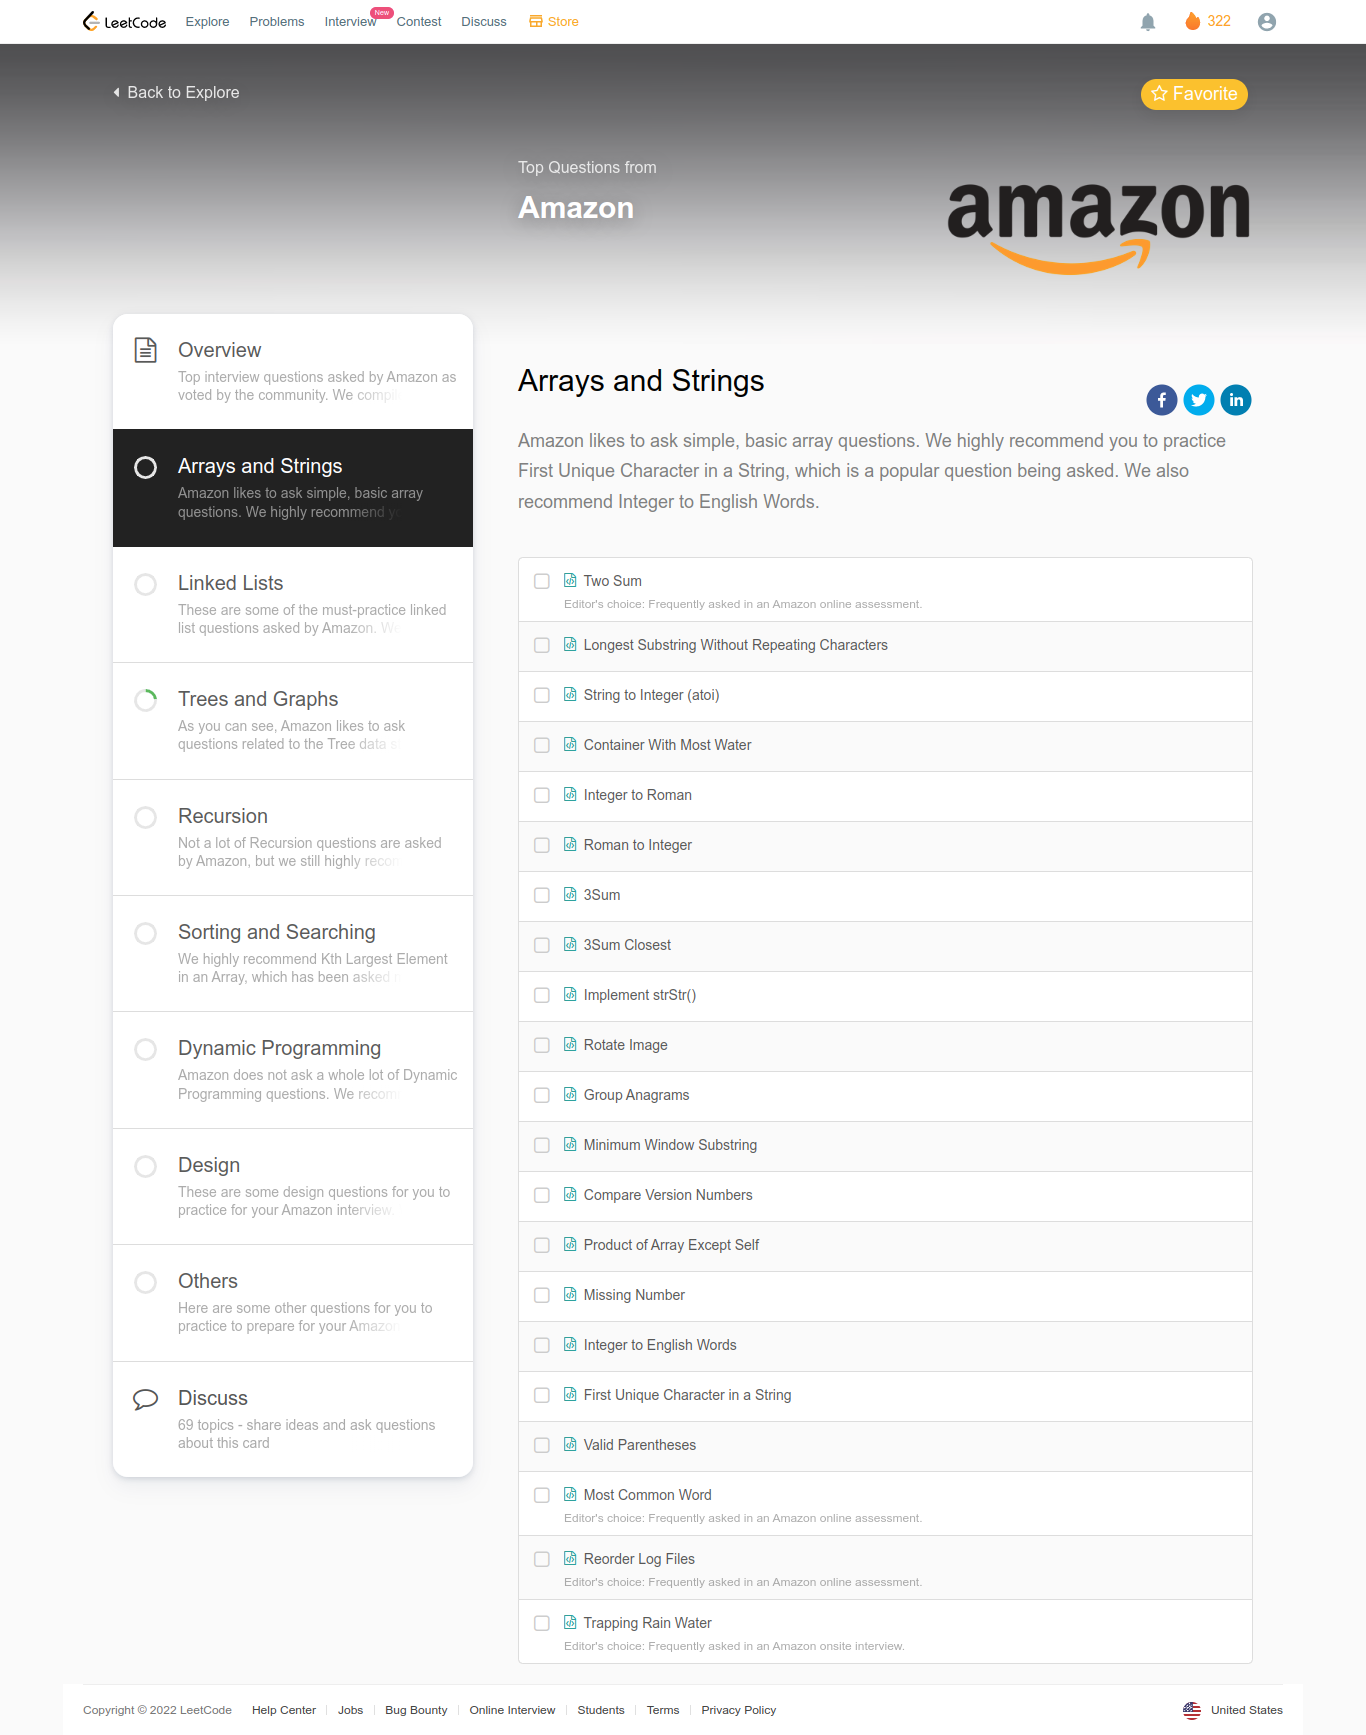 LeetCode Explore Problems Interview New Contest Discuss Store 322
Back to Explore
Favorite
Top Questions from
Amazon
amazon
Overview
Top interview questions asked by Amazon as
voted by the community. We
Arrays and Strings
Amazon likes to ask simple, basic array
questions. We highly recommend
Linked Lists
These are some of the must-practice linked
list questions asked by Amazon.
Trees and Graphs
As you can see, Amazon likes to ask
questions related to the Tree data
Recursion
Not a lot of Recursion questions are asked
by Amazon, but we still highly
Sorting and Searching
We highly recommend Kth Largest Element
in an Array, which has been asked
Dynamic Programming
Amazon does not ask a whole lot of Dynamic
Programming questions. We
Design
These are some design questions for you to
practice for your Amazon interview.
Others
Here are some other questions for you to
practice to prepare for your Amazon
Discuss
69 topics - share ideas and ask questions
about this card
Arrays and Strings
Amazon likes to ask simple, basic array questions. We highly recommend you to practice
First Unique Character in a String, which is a popular question being asked. We also
recommend Integer to English Words.
Two Sum
Editor's choice: Frequently asked in an Amazon online assessment.
Longest Substring Without Repeating Characters
String to Integer (atoi)
Container With Most Water
Integer to Roman
Roman to Integer
3Sum
3Sum Closest
Implement strStr()
Rotate Image
Group Anagrams
Minimum Window Substring
Compare Version Numbers
Product of Array Except Self
Missing Number
Integer to English Words
First Unique Character in a String
Valid Parentheses
Most Common Word
Editor's choice: Frequently asked in an Amazon online assessment.
Reorder Log Files
Editor's choice: Frequently asked in an Amazon online assessment.
Trapping Rain Water
Editor's choice: Frequently asked in an Amazon onsite interview.
Copyright © 2022 LeetCode Help Center Jobs Bug Bounty Online Interview Students Terms Privacy Policy United States